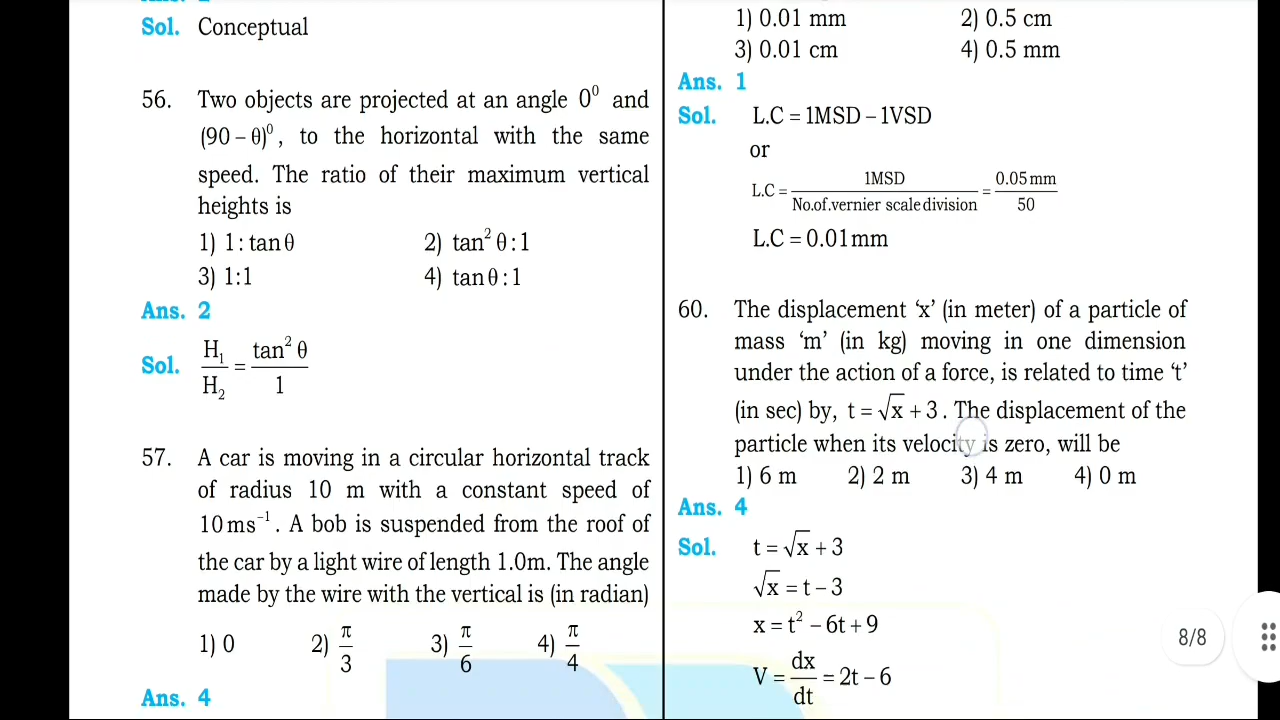 Sol. Conceptual
56. Two objects are projected at an angle 0⁰ and
(90 – θ)⁰, to the horizontal with the same
speed. The ratio of their maximum vertical
heights is
1) 1 : tan θ 2) tan² θ : 1
3) 1:1 4) tan θ : 1
Ans. 2
Sol. H₁/H₂ = tan² θ/1
57. A car is moving in a circular horizontal track
of radius 10 m with a constant speed of
10 ms⁻¹. A bob is suspended from the roof of
the car by a light wire of length 1.0m. The angle
made by the wire with the vertical is (in radian)
1) 0 2) π/3 3) π/6 4) π/4
Ans. 4
1) 0.01 mm 2) 0.5 cm
3) 0.01 cm 4) 0.5 mm
Ans. 1
Sol. L.C = 1MSD – 1VSD
or
L.C = 1MSD/No.of.vernier scale division = 0.05 mm/50
L.C = 0.01mm
60. The displacement ‘x’ (in meter) of a particle of
mass ‘m’ (in kg) moving in one dimension
under the action of a force, is related to time ‘t’
(in sec) by, t = √x + 3. The displacement of the
particle when its velocity is zero, will be
1) 6 m 2) 2 m 3) 4 m 4) 0 m
Ans. 4
Sol. t = √x + 3
√x = t – 3
x = t² – 6t + 9
V = dx/dt = 2t – 6
8/8